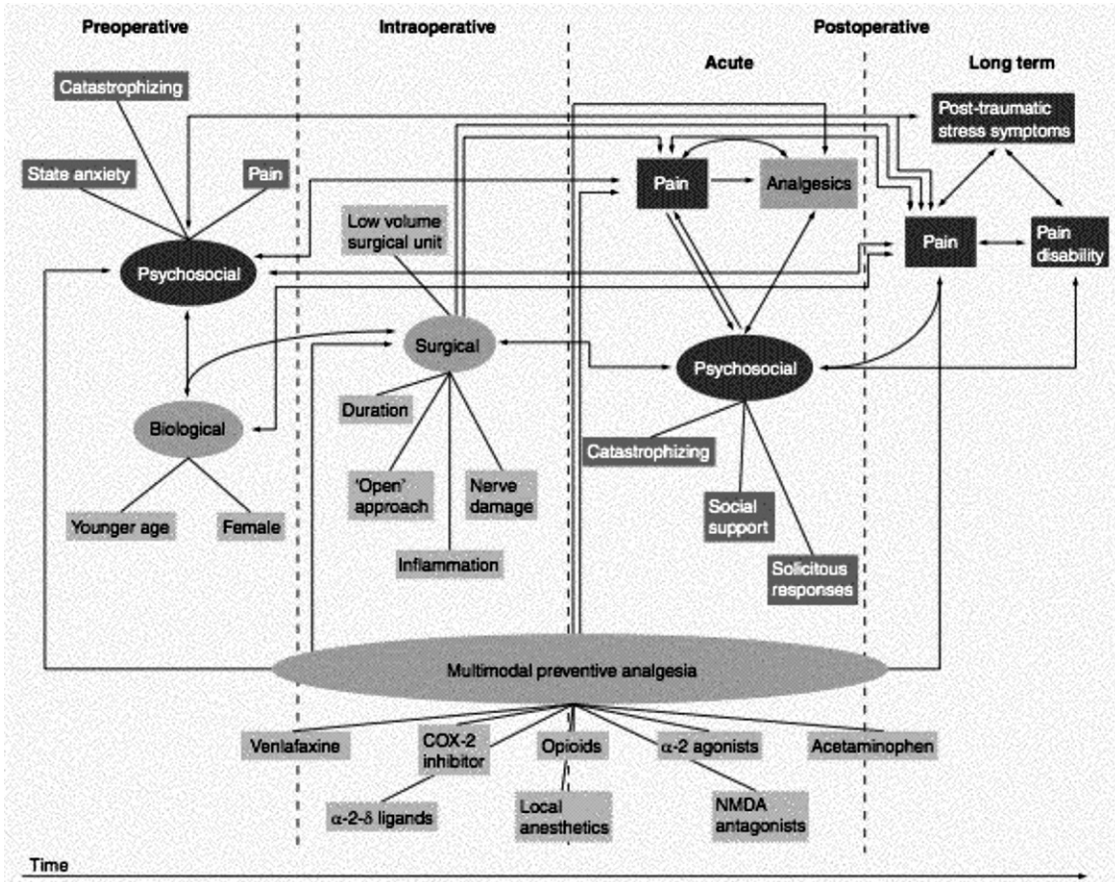 Preoperative
Intraoperative
Postoperative
Acute
Long term
Catastrophizing
State anxiety
Pain
Psychosocial
Biological
Younger age
Female
Low volume
surgical unit
Surgical
Duration
'Open'
approach
Nerve
damage
Inflammation
Pain
Analgesics
Psychosocial
Catastrophizing
Social
support
Solicitous
responses
Post-traumatic
stress symptoms
Pain
Pain
disability
Multimodal preventive analgesia
Venlafaxine
COX-2
inhibitor
Opioids
α-2 agonists
Acetaminophen
α-2-δ ligands
Local
anesthetics
NMDA
antagonists
Time